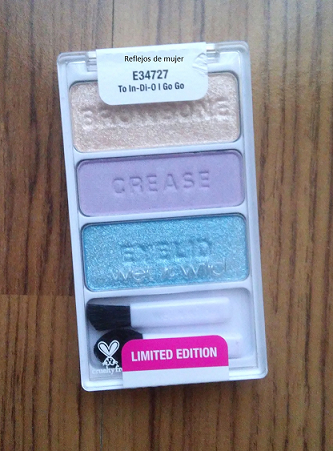 Reflejos de mujer
E34727
To In-Di-O I Go Go
BROWBONE
CREASE
EYELID
wet n wild
LIMITED EDITION